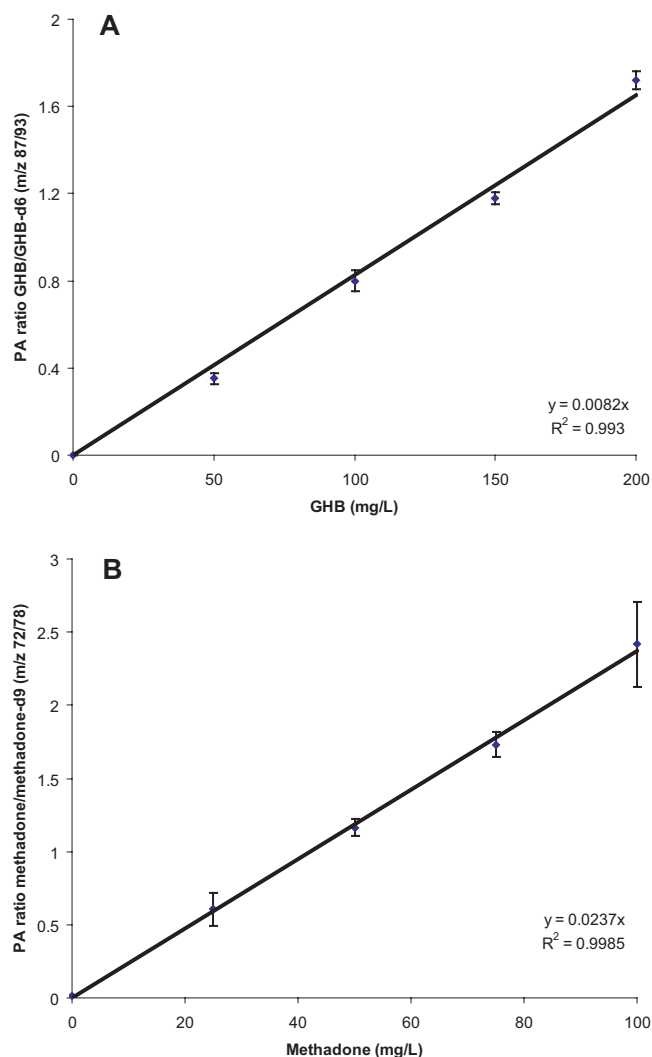 A
2
1.6
1.2
0.8
0.4
0
PA ratio GHB/GHB-d6 (m/z 87/93)
y = 0.0082x
R² = 0.993
0 50 100 150 200
GHB (mg/L)
B
3
2.5
2
1.5
1
0.5
0
PA ratio methadone/methadone-d9 (m/z 72/78)
y = 0.0237x
R² = 0.9985
0 20 40 60 80 100
Methadone (mg/L)